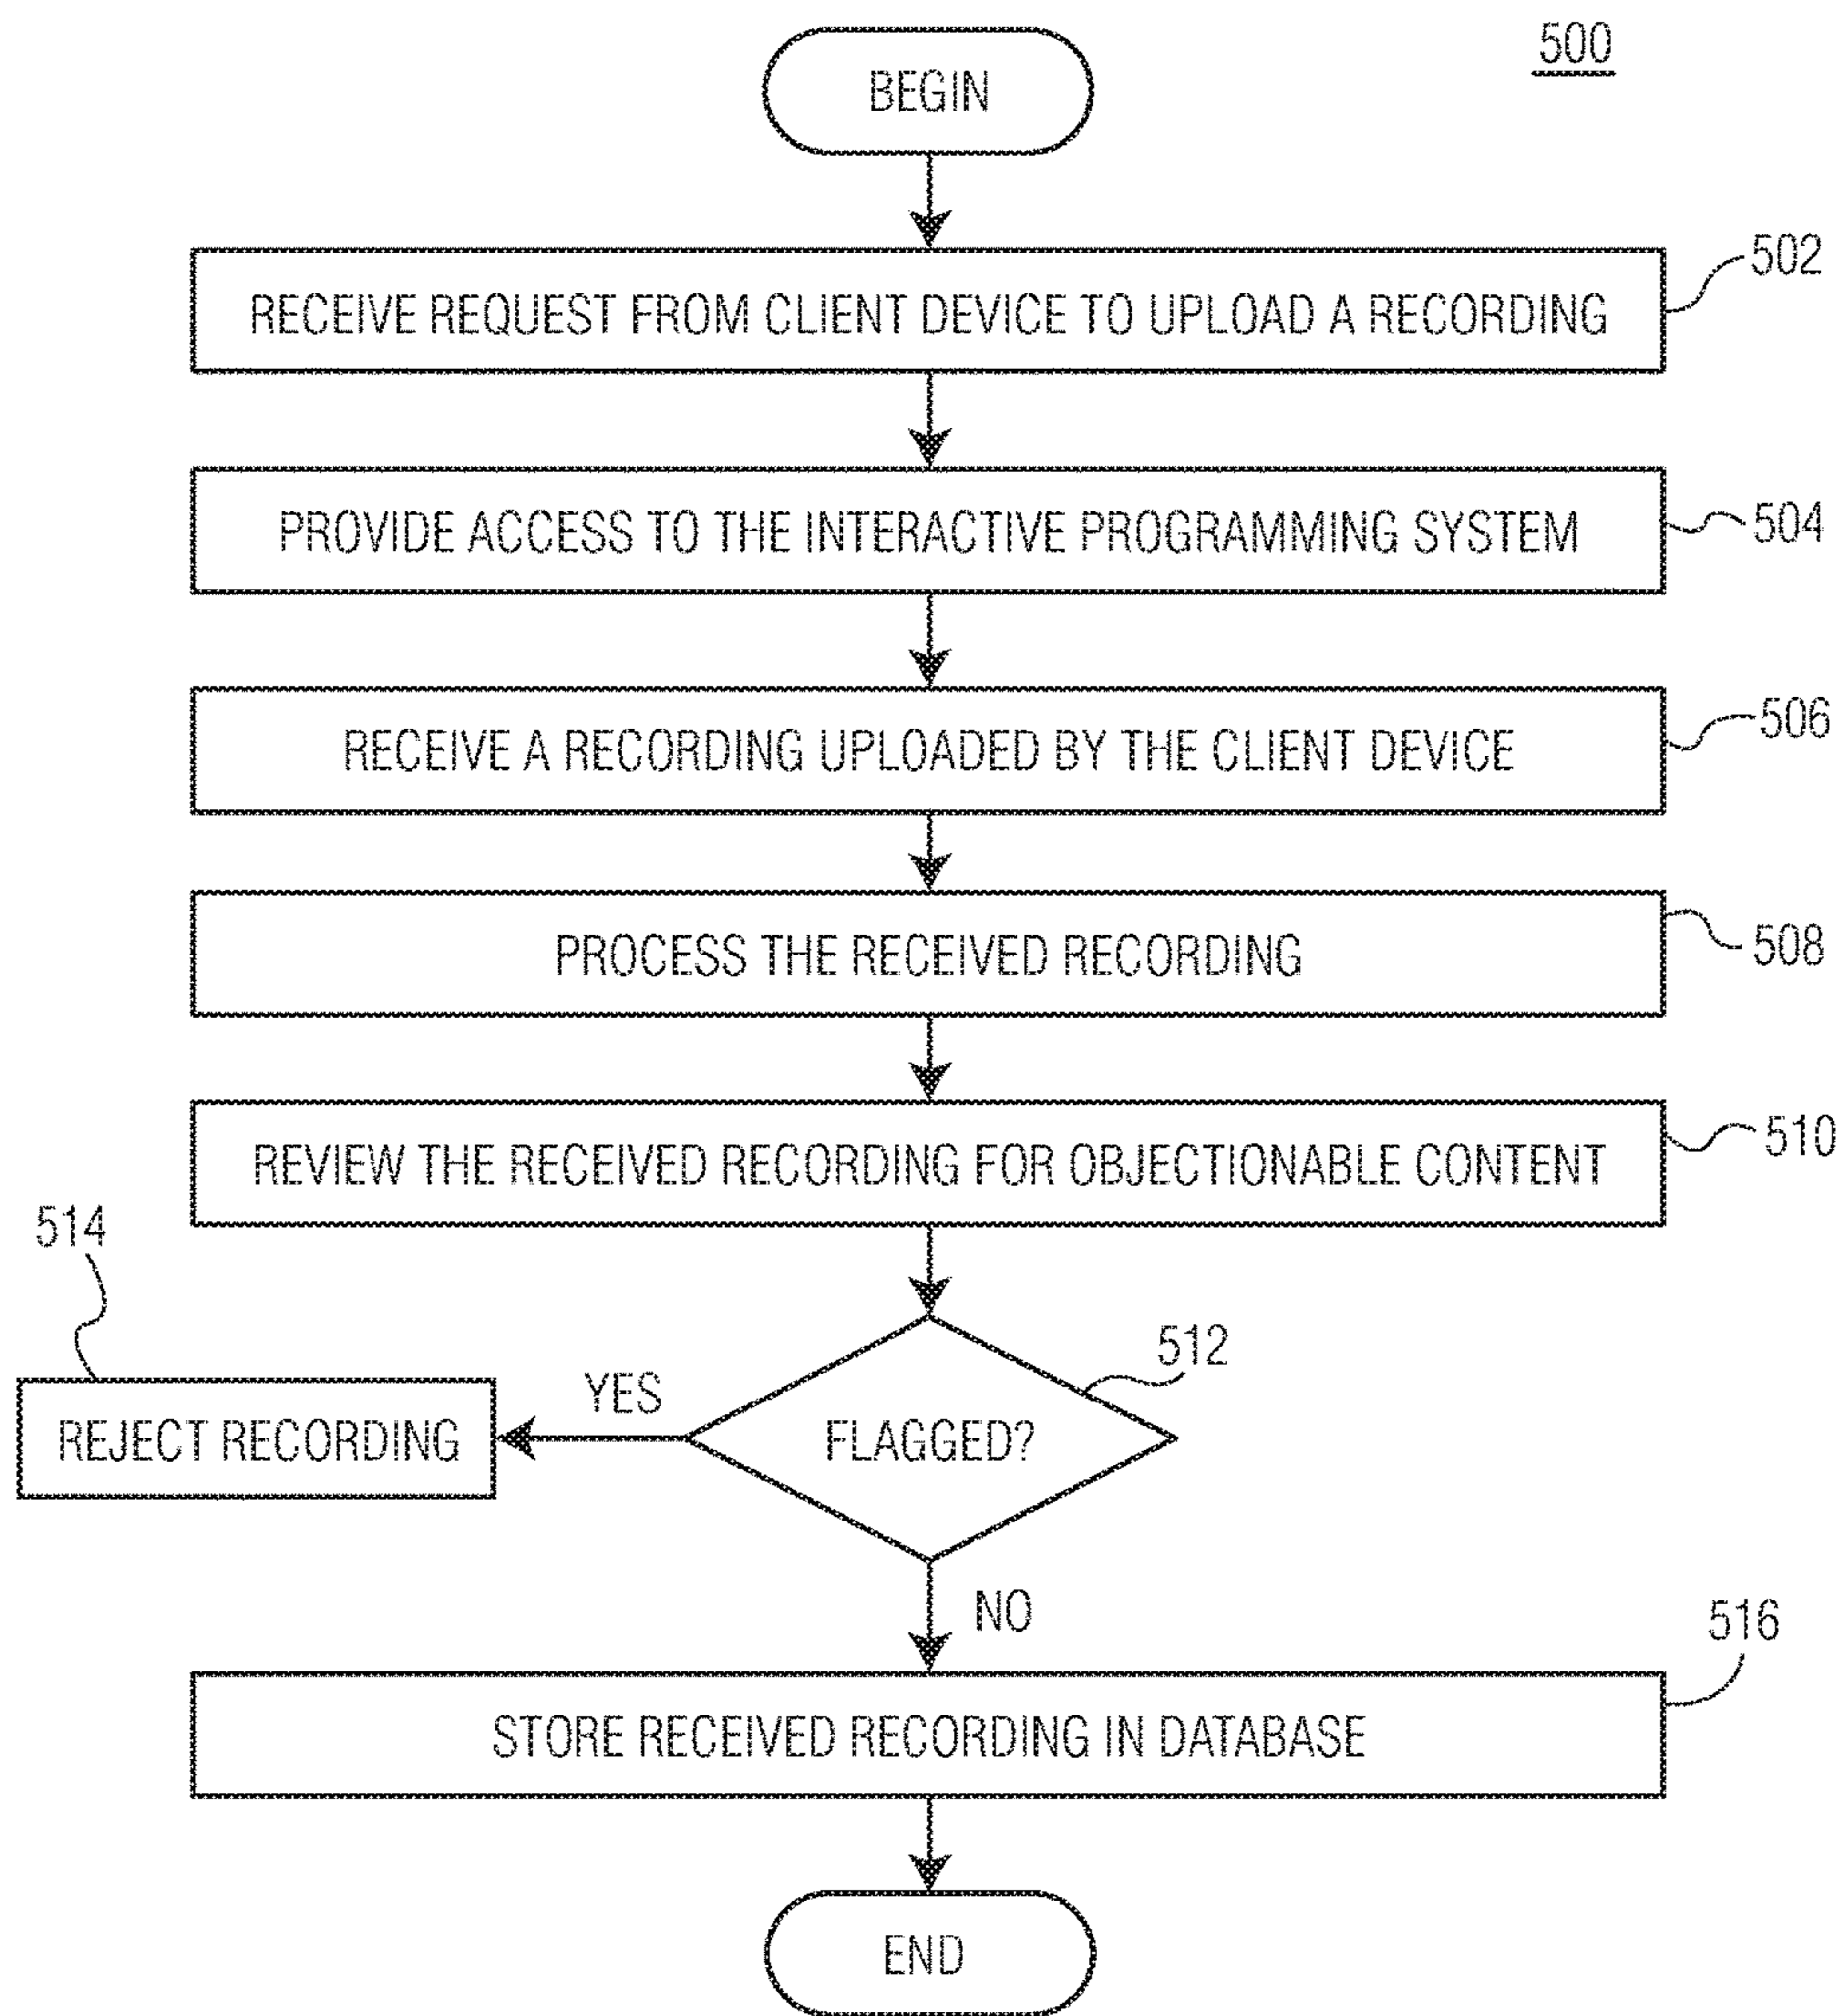 500
BEGIN
RECEIVE REQUEST FROM CLIENT DEVICE TO UPLOAD A RECORDING
502
PROVIDE ACCESS TO THE INTERACTIVE PROGRAMMING SYSTEM
504
RECEIVE A RECORDING UPLOADED BY THE CLIENT DEVICE
506
PROCESS THE RECEIVED RECORDING
508
REVIEW THE RECEIVED RECORDING FOR OBJECTIONABLE CONTENT
510
512
FLAGGED?
YES
514
REJECT RECORDING
NO
516
STORE RECEIVED RECORDING IN DATABASE
END